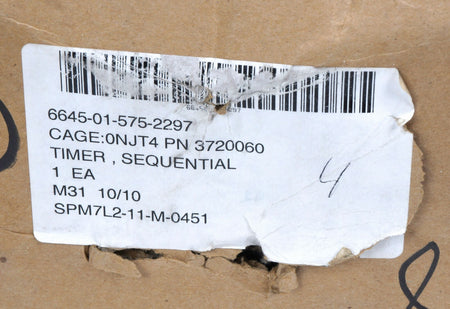 6645-01-575-2297
CAGE:0NJT4 PN 3720060
TIMER , SEQUENTIAL
1 EA
M31 10/10
SPM7L2-11-M-0451
4